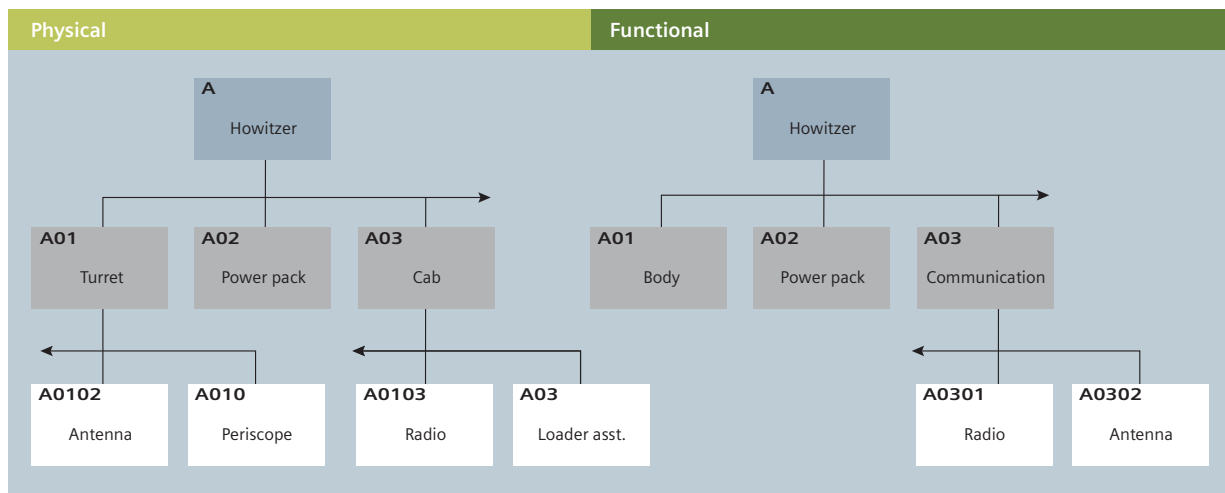 Physical
Functional
A
Howitzer
A
Howitzer
A01
Turret
A02
Power pack
A03
Cab
A01
Body
A02
Power pack
A03
Communication
A0102
Antenna
A010
Periscope
A0103
Radio
A03
Loader asst.
A0301
Radio
A0302
Antenna